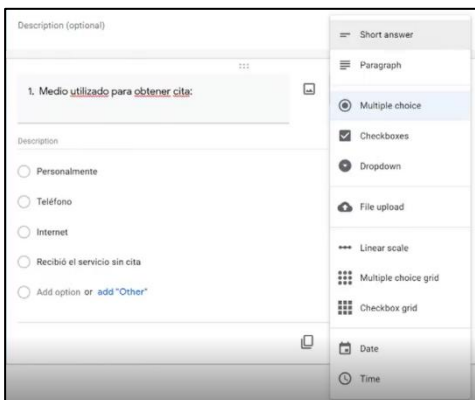 Description (optional)
1. Medio utilizado para obtener cita:
Description
Personalmente
Teléfono
Internet
Recibió el servicio sin cita
Add option or add "Other"
Short answer
Paragraph
Multiple choice
Checkboxes
Dropdown
File upload
Linear scale
Multiple choice grid
Checkbox grid
Date
Time